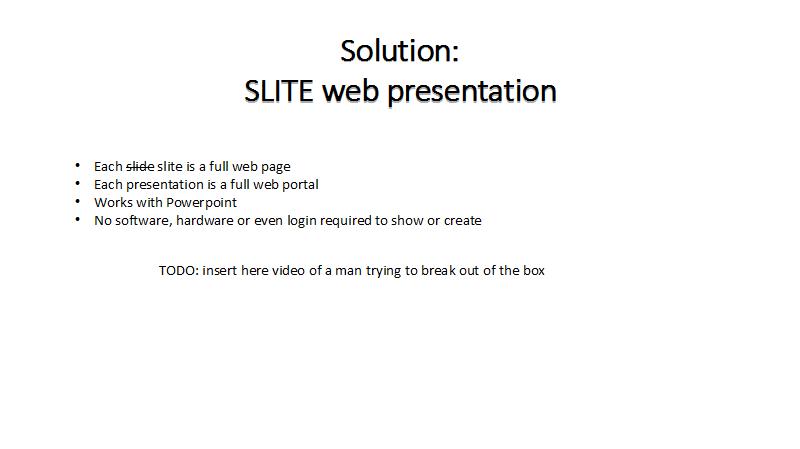 Solution:
SLITE web presentation
• Each slide slite is a full web page
• Each presentation is a full web portal
• Works with Powerpoint
• No software, hardware or even login required to show or create
TODO: insert here video of a man trying to break out of the box